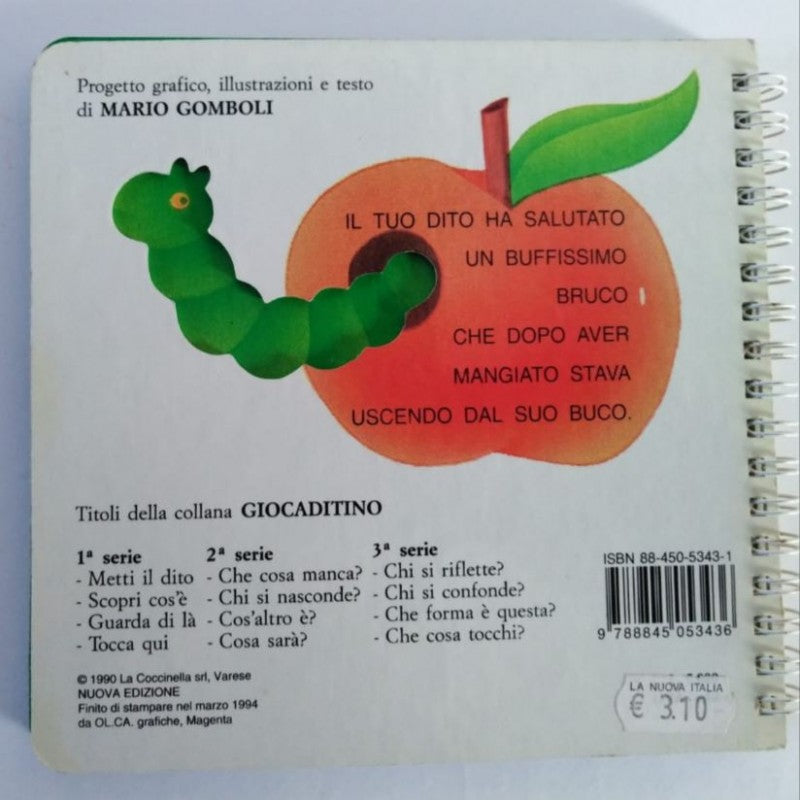 Progetto grafico, illustrazioni e testo
di MARIO GOMBOLI
IL TUO DITO HA SALUTATO
UN BUFFISSIMO
BRUCO
CHE DOPO AVER
MANGIATO STAVA
USCENDO DAL SUO BUCO.
Titoli della collana GIOCADITINO
1ª serie
- Metti il dito
- Scopri cos'è
- Guarda di là
- Tocca qui
2ª serie
- Che cosa manca?
- Chi si nasconde?
- Cos'altro è?
- Cosa sarà?
3ª serie
- Chi si riflette?
- Chi si confonde?
- Che forma è questa?
- Che cosa tocchi?
ISBN 88-450-5343-1
9 788845 053436
© 1990 La Coccinella srl, Varese
NUOVA EDIZIONE
Finito di stampare nel marzo 1994
da OL.CA. grafiche, Magenta
LA NUOVA ITALIA
€ 3.10